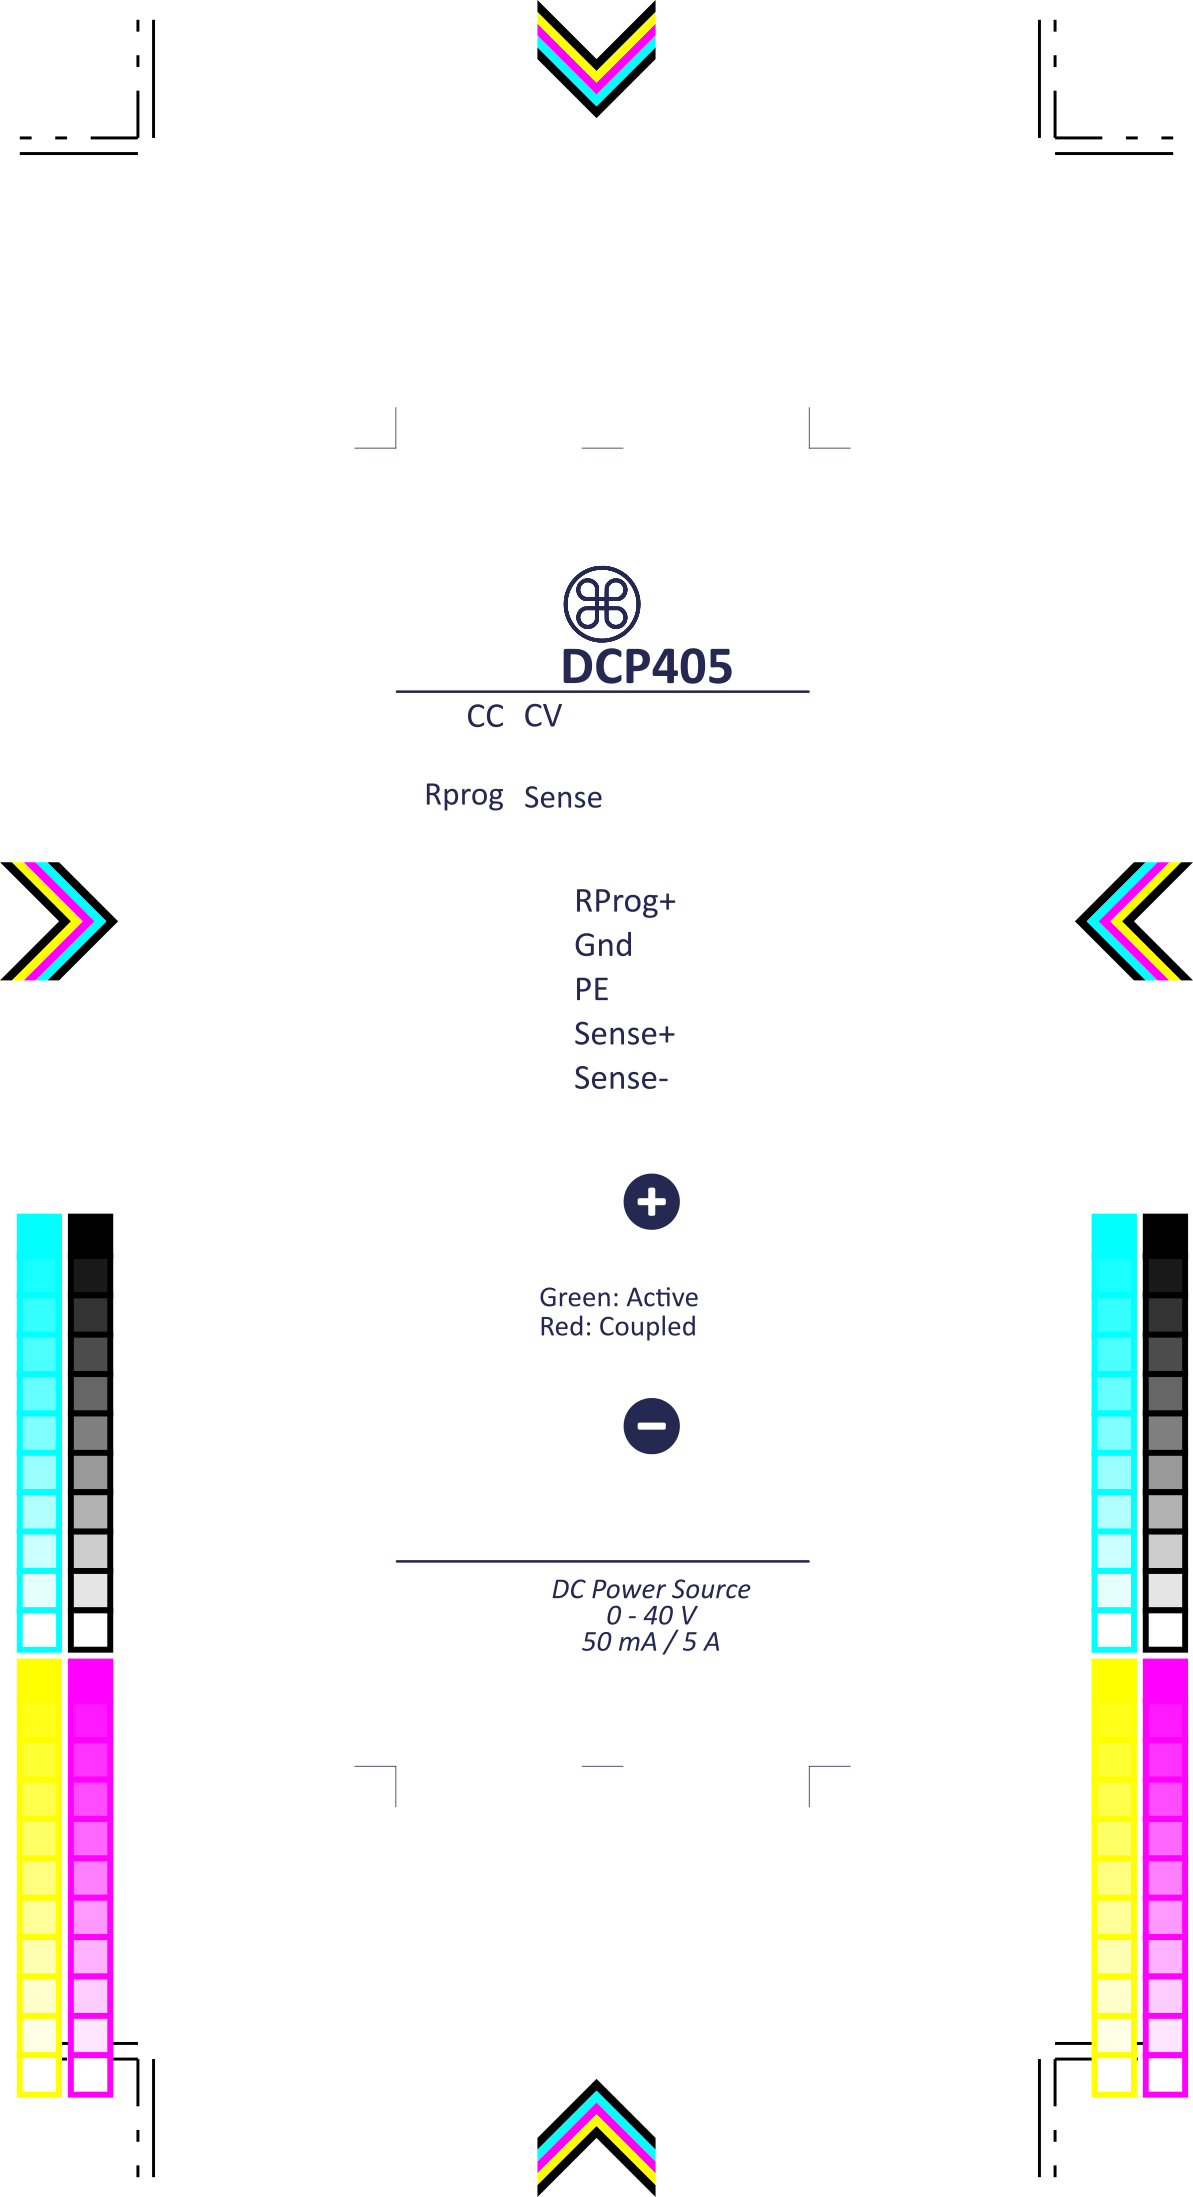 DCP405
CC CV
Rprog Sense
RProg+
Gnd
PE
Sense+
Sense-
Green: Active
Red: Coupled
DC Power Source
0 - 40 V
50 mA / 5 A